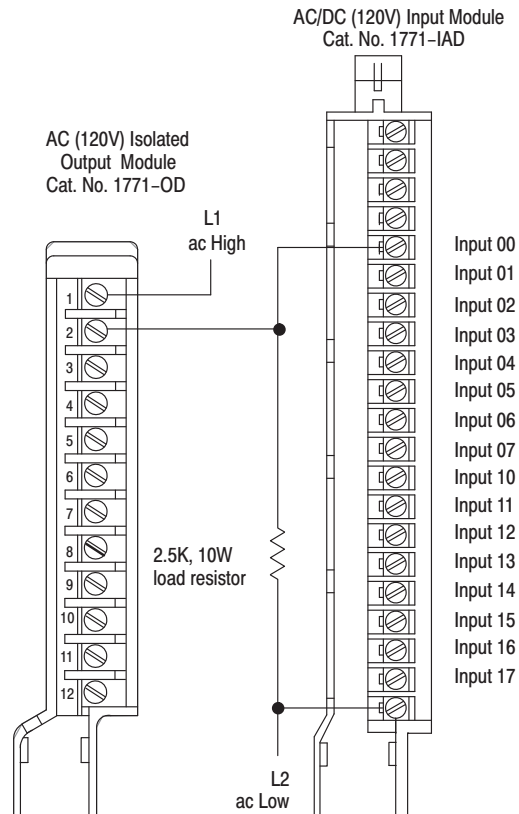 AC/DC (120V) Input Module
Cat. No. 1771–IAD
AC (120V) Isolated
Output Module
Cat. No. 1771–OD
L1
ac High
1
2
3
4
5
6
7
8
9
10
11
12
2.5K, 10W
load resistor
Input 00
Input 01
Input 02
Input 03
Input 04
Input 05
Input 06
Input 07
Input 10
Input 11
Input 12
Input 13
Input 14
Input 15
Input 16
Input 17
L2
ac Low